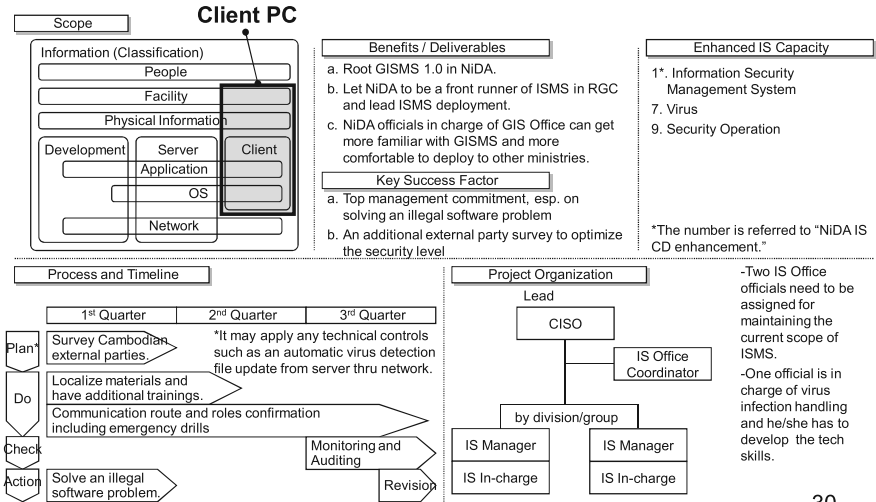 Scope
Client PC
Information (Classification)
People
Facility
Physical Information
Development
Server
Client
Application
OS
Network
Benefits / Deliverables
a. Root GISMS 1.0 in NiDA.
b. Let NiDA to be a front runner of ISMS in RGC
and lead ISMS deployment.
c. NiDA officials in charge of GIS Office can get
more familiar with GISMS and more
comfortable to deploy to other ministries.
Key Success Factor
a. Top management commitment, esp. on
solving an illegal software problem
b. An additional external party survey to optimize
the security level
Enhanced IS Capacity
1*. Information Security
Management System
7. Virus
9. Security Operation
*The number is referred to “NiDA IS
CD enhancement.”
Process and Timeline
1st Quarter
2nd Quarter
3rd Quarter
Plan*
Survey Cambodian
external parties.
*It may apply any technical controls
such as an automatic virus detection
file update from server thru network.
Do
Localize materials and
have additional trainings.
Communication route and roles confirmation
including emergency drills
Check
Monitoring and
Auditing
Action
Solve an illegal
software problem.
Revision
Project Organization
Lead
CISO
IS Office
Coordinator
by division/group
IS Manager
IS Manager
IS In-charge
IS In-charge
-Two IS Office
officials need to be
assigned for
maintaining the
current scope of
ISMS.
-One official is in
charge of virus
infection handling
and he/she has to
develop the tech
skills.